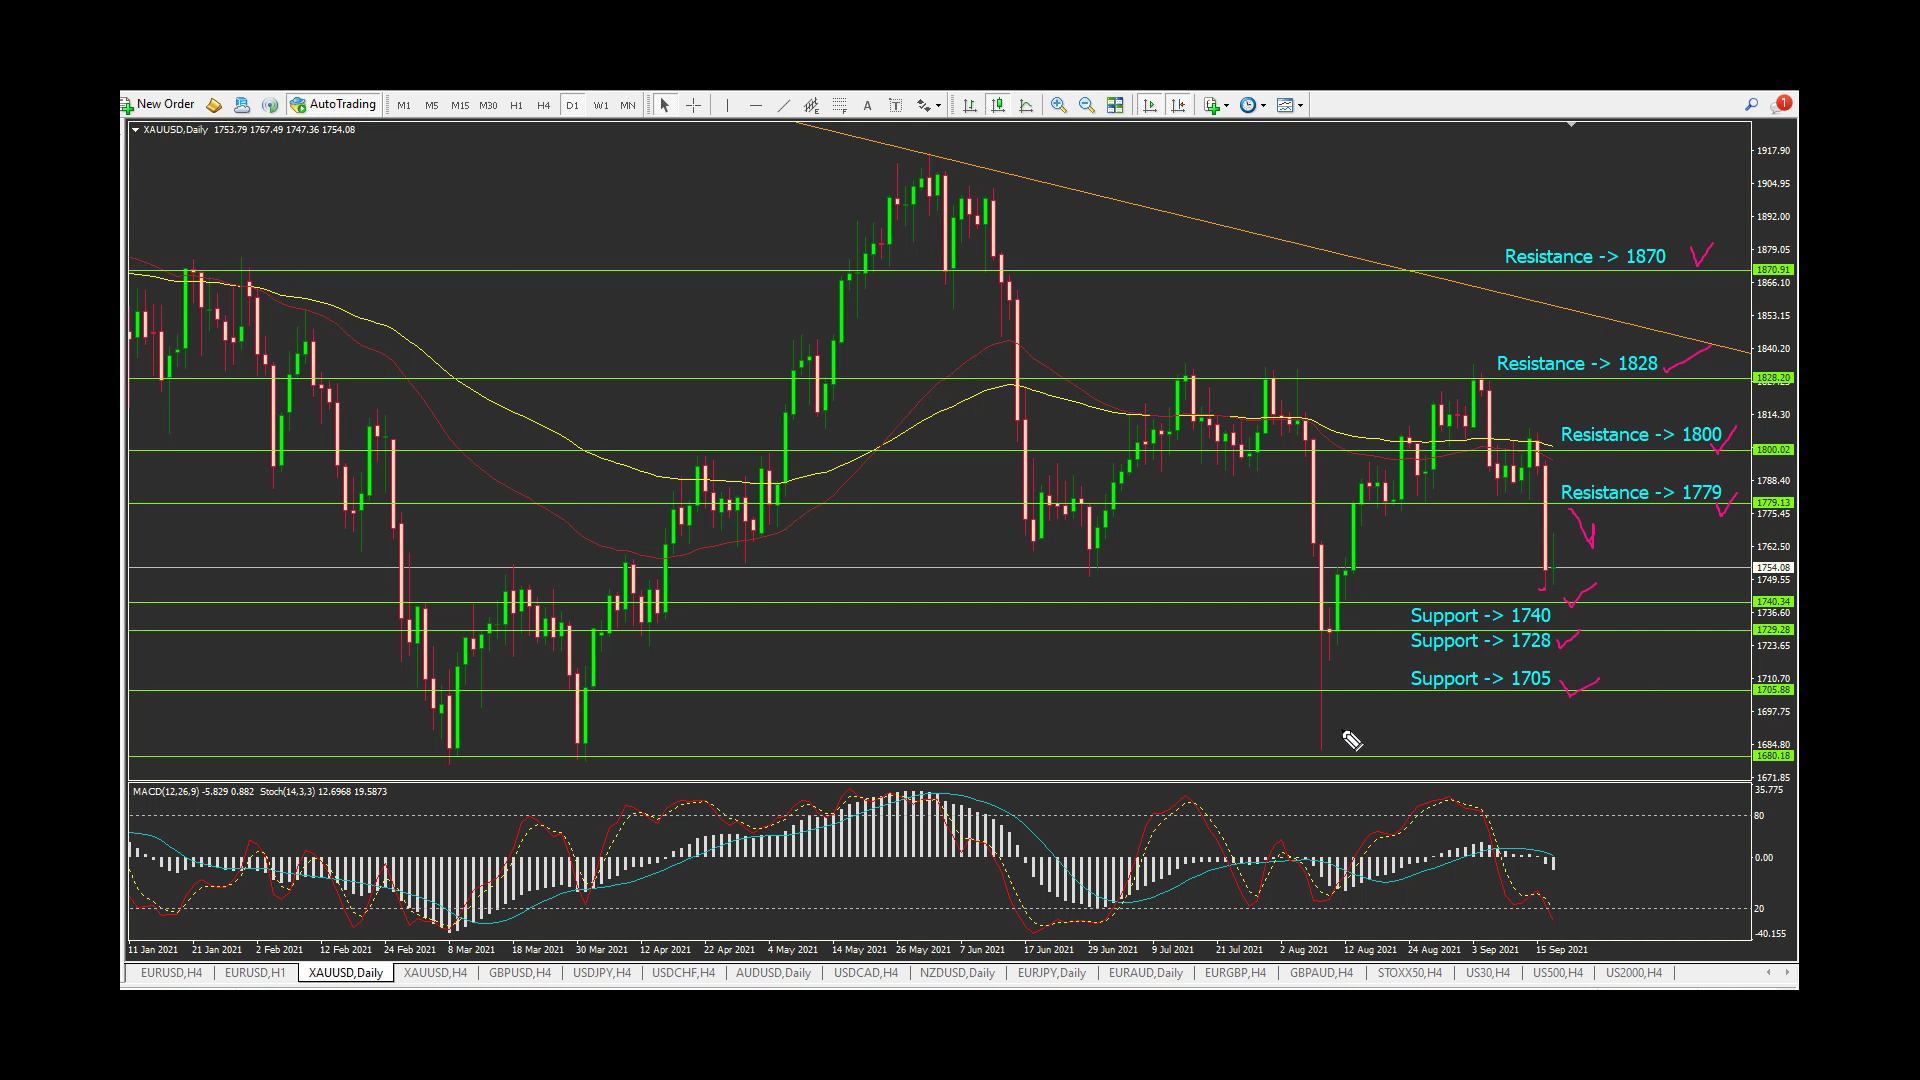 New Order AutoTrading M1 M5 M15 M30 H1 H4 D1 W1 MN A T 1
XAUUSD,Daily 1753.79 1767.49 1747.36 1754.08
1917.90
1904.95
1892.00
1879.05
Resistance -> 1870
1870.91
1866.10
1853.15
1840.20
Resistance -> 1828
1828.20
1814.30
Resistance -> 1800
1800.02
1788.40
Resistance -> 1779
1779.13
1775.45
1762.50
1754.08
1749.55
1740.34
Support -> 1740
1736.60
1729.28
Support -> 1728
1723.65
Support -> 1705
1710.70
1705.88
1697.75
1684.80
1680.18
1671.85
MACD(12,26,9) -5.829 0.882 Stoch(14,3,3) 12.6968 19.5873
35.775
80
0.00
20
-40.155
11 Jan 2021 21 Jan 2021 2 Feb 2021 12 Feb 2021 24 Feb 2021 8 Mar 2021 18 Mar 2021 30 Mar 2021 12 Apr 2021 22 Apr 2021 4 May 2021 14 May 2021 26 May 2021 7 Jun 2021 17 Jun 2021 29 Jun 2021 9 Jul 2021 21 Jul 2021 2 Aug 2021 12 Aug 2021 24 Aug 2021 3 Sep 2021 15 Sep 2021
EURUSD,H4 EURUSD,H1 XAUUSD,Daily XAUUSD,H4 GBPUSD,H4 USDJPY,H4 USDCHF,H4 AUDUSD,Daily USDCAD,H4 NZDUSD,Daily EURJPY,Daily EURAUD,Daily EURGBP,H4 GBPAUD,H4 STOXX50,H4 US30,H4 US500,H4 US2000,H4